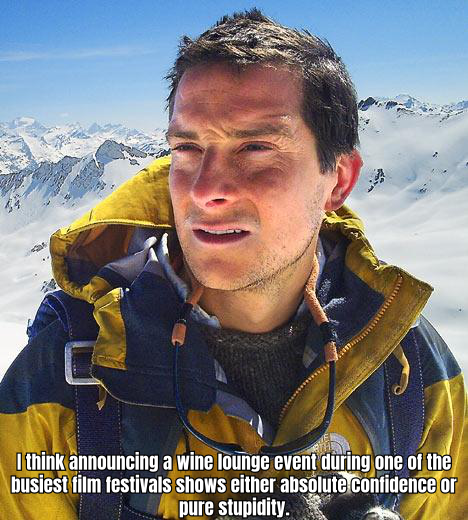 I think announcing a wine lounge event during one of the
busiest film festivals shows either absolute confidence or
pure stupidity.